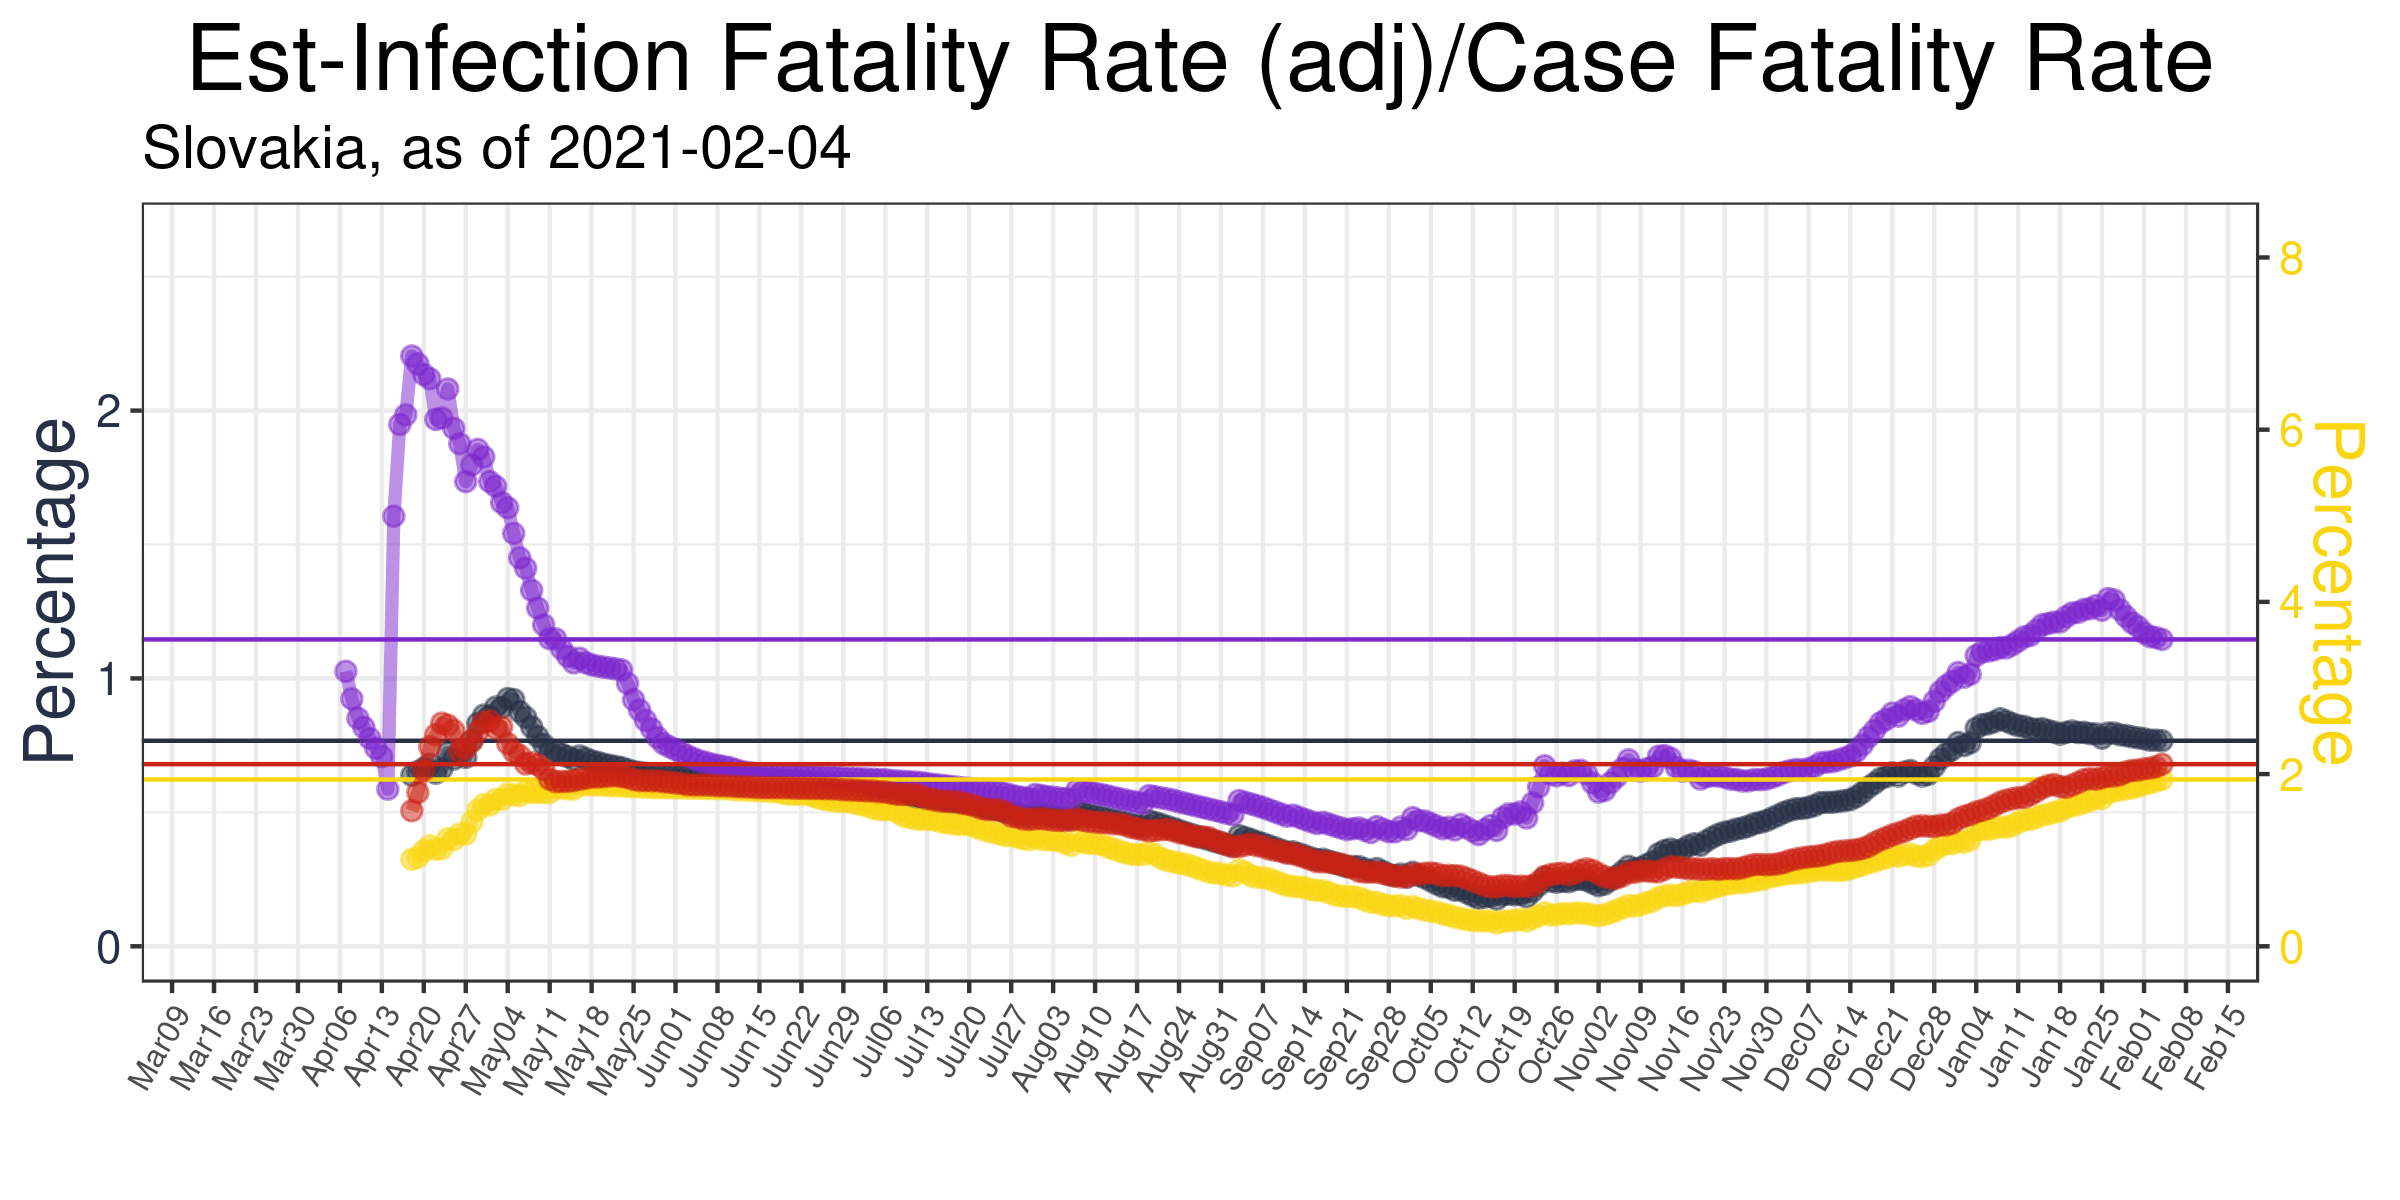 Est-Infection Fatality Rate (adj)/Case Fatality Rate
Slovakia, as of 2021-02-04
Percentage
2
1
0
8
6
4
2
0
Percentage
Mar09 Mar16 Mar23 Mar30 Apr06 Apr13 Apr20 Apr27 May04 May11 May18 May25 Jun01 Jun08 Jun15 Jun22 Jun29 Jul06 Jul13 Jul20 Jul27 Aug03 Aug10 Aug17 Aug24 Aug31 Sep07 Sep14 Sep21 Sep28 Oct05 Oct12 Oct19 Oct26 Nov02 Nov09 Nov16 Nov23 Nov30 Dec07 Dec14 Dec21 Dec28 Jan04 Jan11 Jan18 Jan25 Feb01 Feb08 Feb15